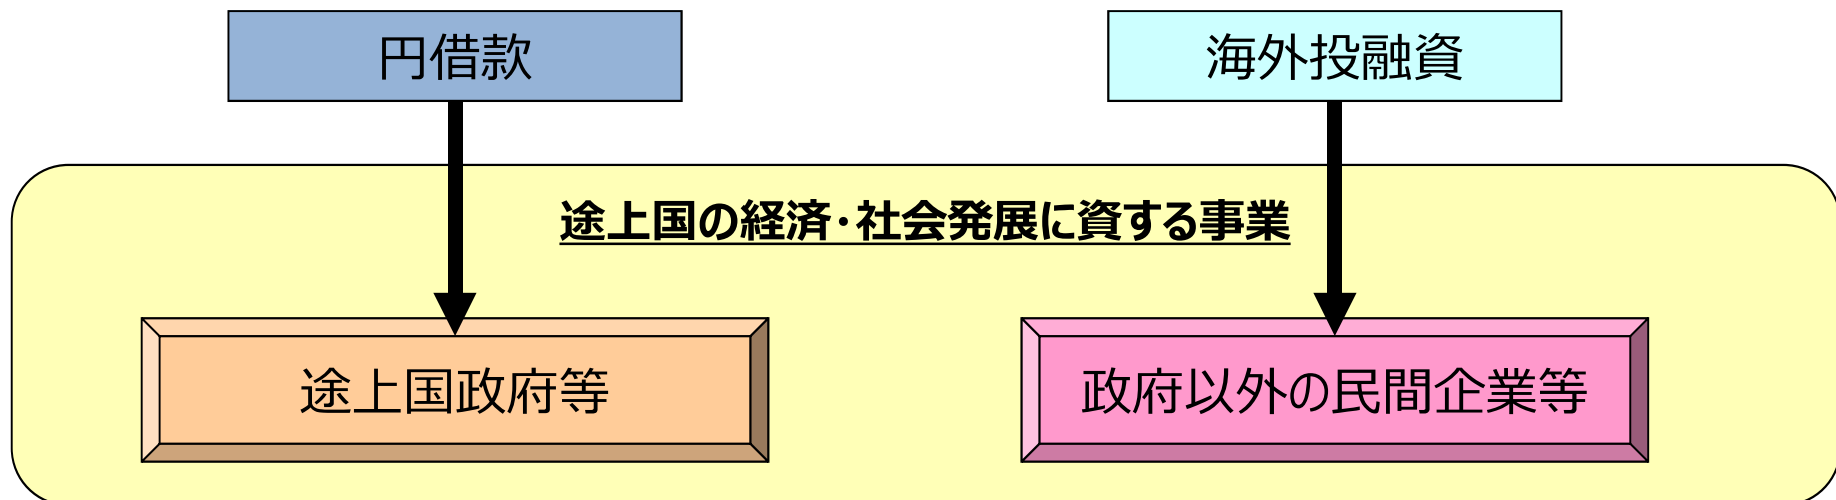 円借款
海外投融資
途上国の経済・社会発展に資する事業
途上国政府等
政府以外の民間企業等